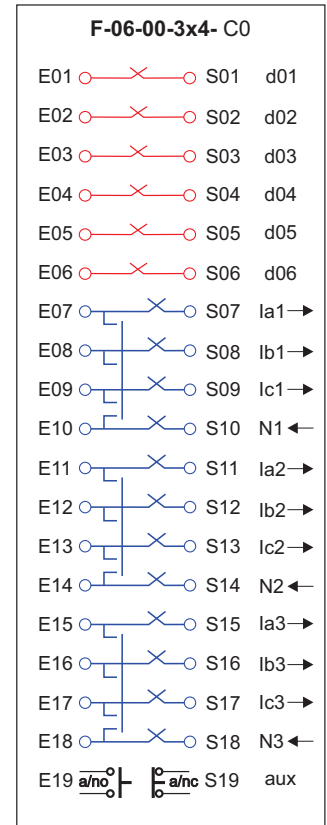 F-06-00-3x4- C0
E01 S01 d01
E02 S02 d02
E03 S03 d03
E04 S04 d04
E05 S05 d05
E06 S06 d06
E07 S07 Ia1
E08 S08 Ib1
E09 S09 Ic1
E10 S10 N1
E11 S11 Ia2
E12 S12 Ib2
E13 S13 Ic2
E14 S14 N2
E15 S15 Ia3
E16 S16 Ib3
E17 S17 Ic3
E18 S18 N3
E19 a/no a/nc S19 aux